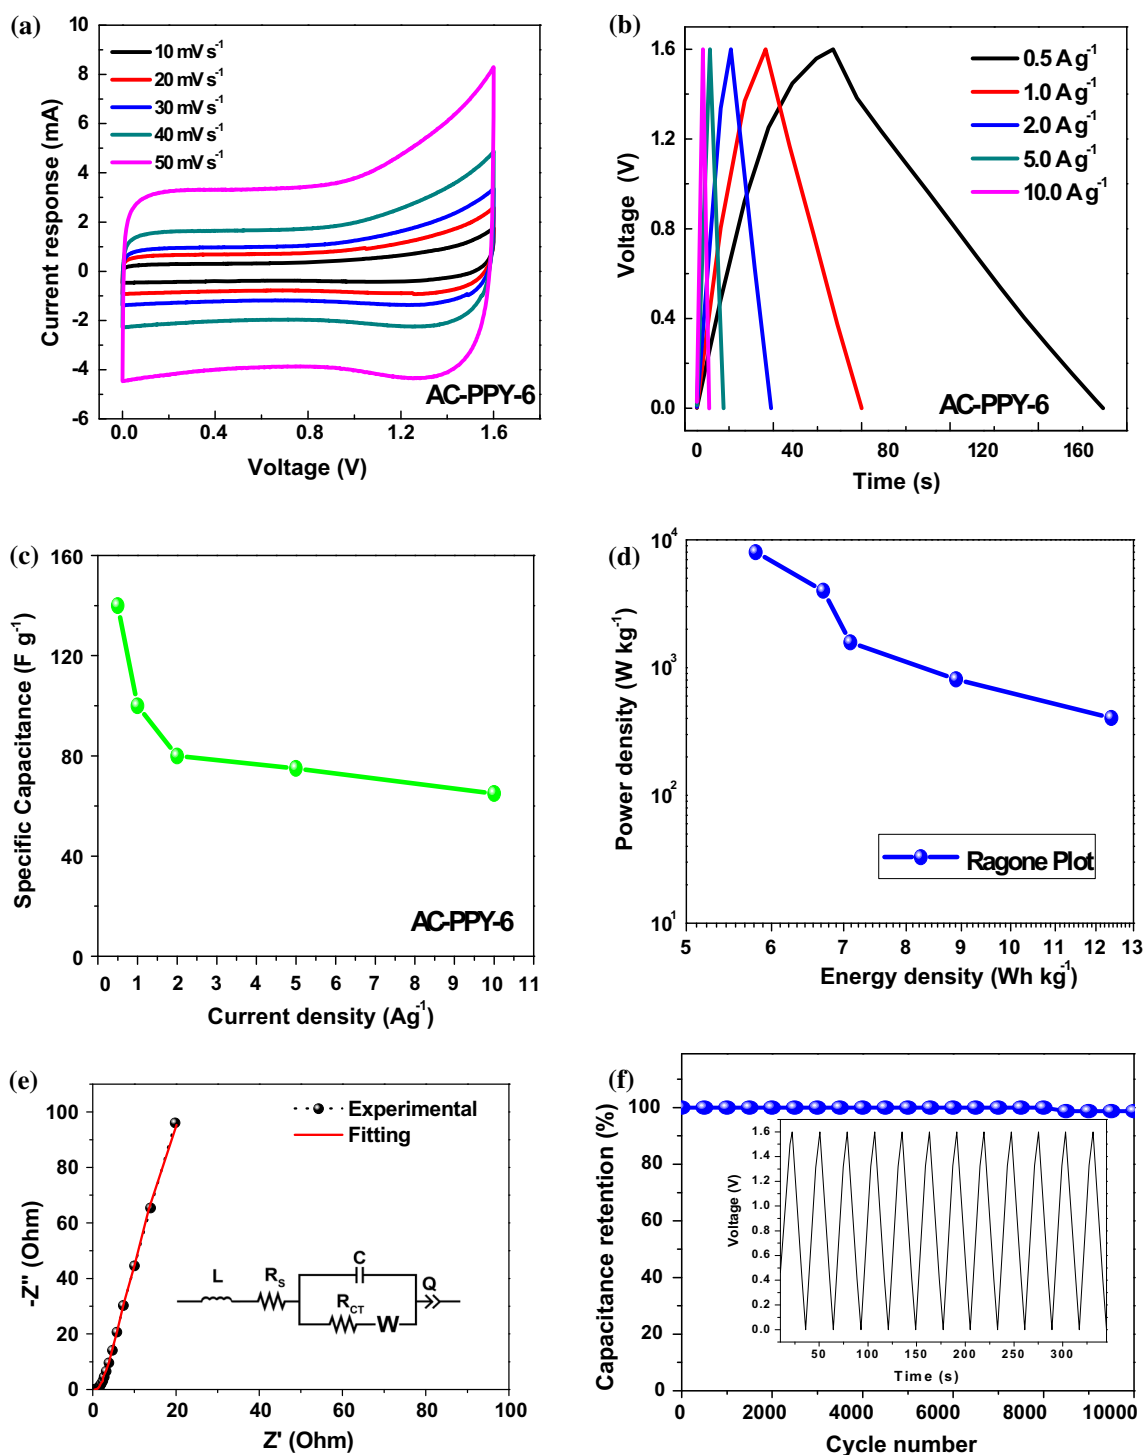 (a)
10
8
6
4
2
0
-2
-4
-6
Current response (mA)
10 mV s-1
20 mV s-1
30 mV s-1
40 mV s-1
50 mV s-1
AC-PPY-6
0.0 0.4 0.8 1.2 1.6
Voltage (V)
(b)
1.6
1.2
0.8
0.4
0.0
Voltage (V)
0.5 A g-1
1.0 A g-1
2.0 A g-1
5.0 A g-1
10.0 A g-1
AC-PPY-6
0 40 80 120 160
Time (s)
(c)
160
120
80
40
0
Specific Capacitance (F g-1)
AC-PPY-6
0 1 2 3 4 5 6 7 8 9 10 11
Current density (Ag-1)
(d)
10^4
10^3
10^2
10^1
Power density (W kg-1)
Ragone Plot
5 6 7 8 9 10 11 12 13
Energy density (Wh kg-1)
(e)
100
80
60
40
20
0
-Z" (Ohm)
Experimental
Fitting
L
RS
C
RCT
W
Q
0 20 40 60 80 100
Z' (Ohm)
(f)
100
80
60
40
20
0
Capacitance retention (%)
1.6
1.4
1.2
1.0
0.8
0.6
0.4
0.2
0.0
Voltage (V)
50 100 150 200 250 300
Time (s)
0 2000 4000 6000 8000 10000
Cycle number